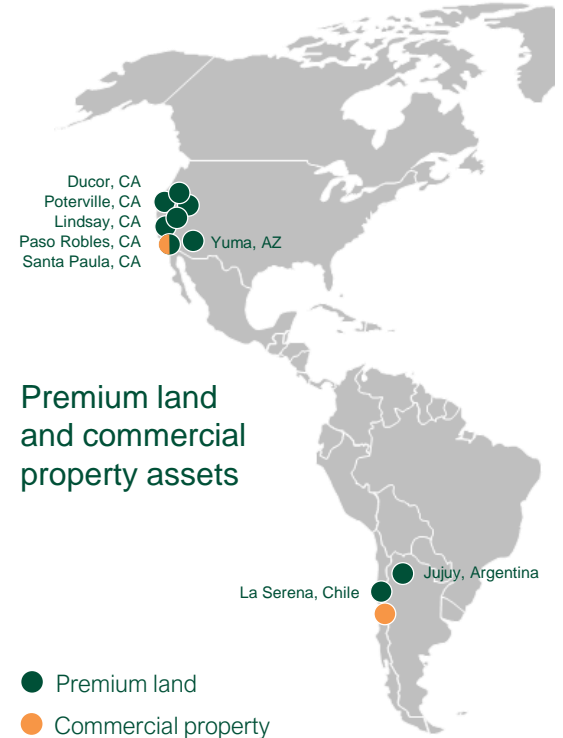 Ducor, CA
Poterville, CA
Lindsay, CA
Paso Robles, CA
Santa Paula, CA
Yuma, AZ
Premium land
and commercial
property assets
Jujuy, Argentina
La Serena, Chile
Premium land
Commercial property